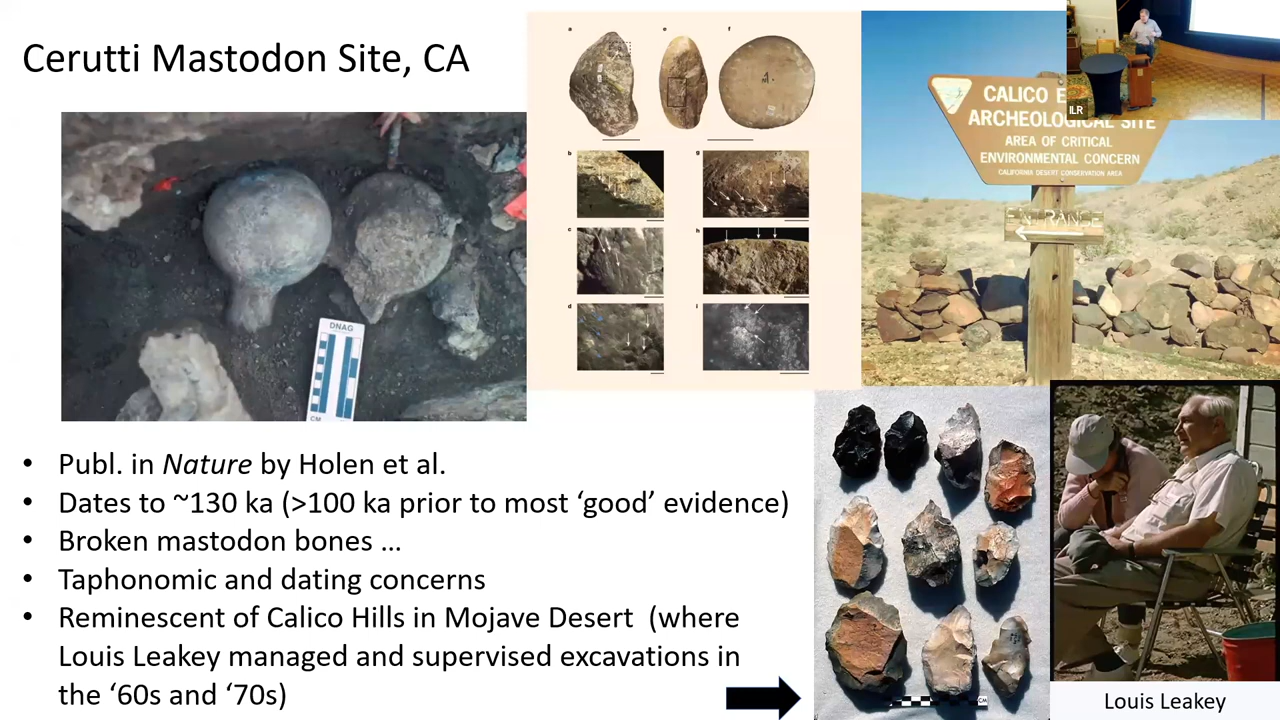 Cerutti Mastodon Site, CA
a
e
f
b
g
c
h
d
i
DNAG
CM
CALICO E
ARCHEOLOGICAL SITE
AREA OF CRITICAL
ENVIRONMENTAL CONCERN
CALIFORNIA DESERT CONSERVATION AREA
ENTRANCE
ILR
• Publ. in Nature by Holen et al.
• Dates to ~130 ka (>100 ka prior to most ‘good’ evidence)
• Broken mastodon bones ...
• Taphonomic and dating concerns
• Reminescent of Calico Hills in Mojave Desert (where
Louis Leakey managed and supervised excavations in
the ‘60s and ‘70s)
CM
Louis Leakey